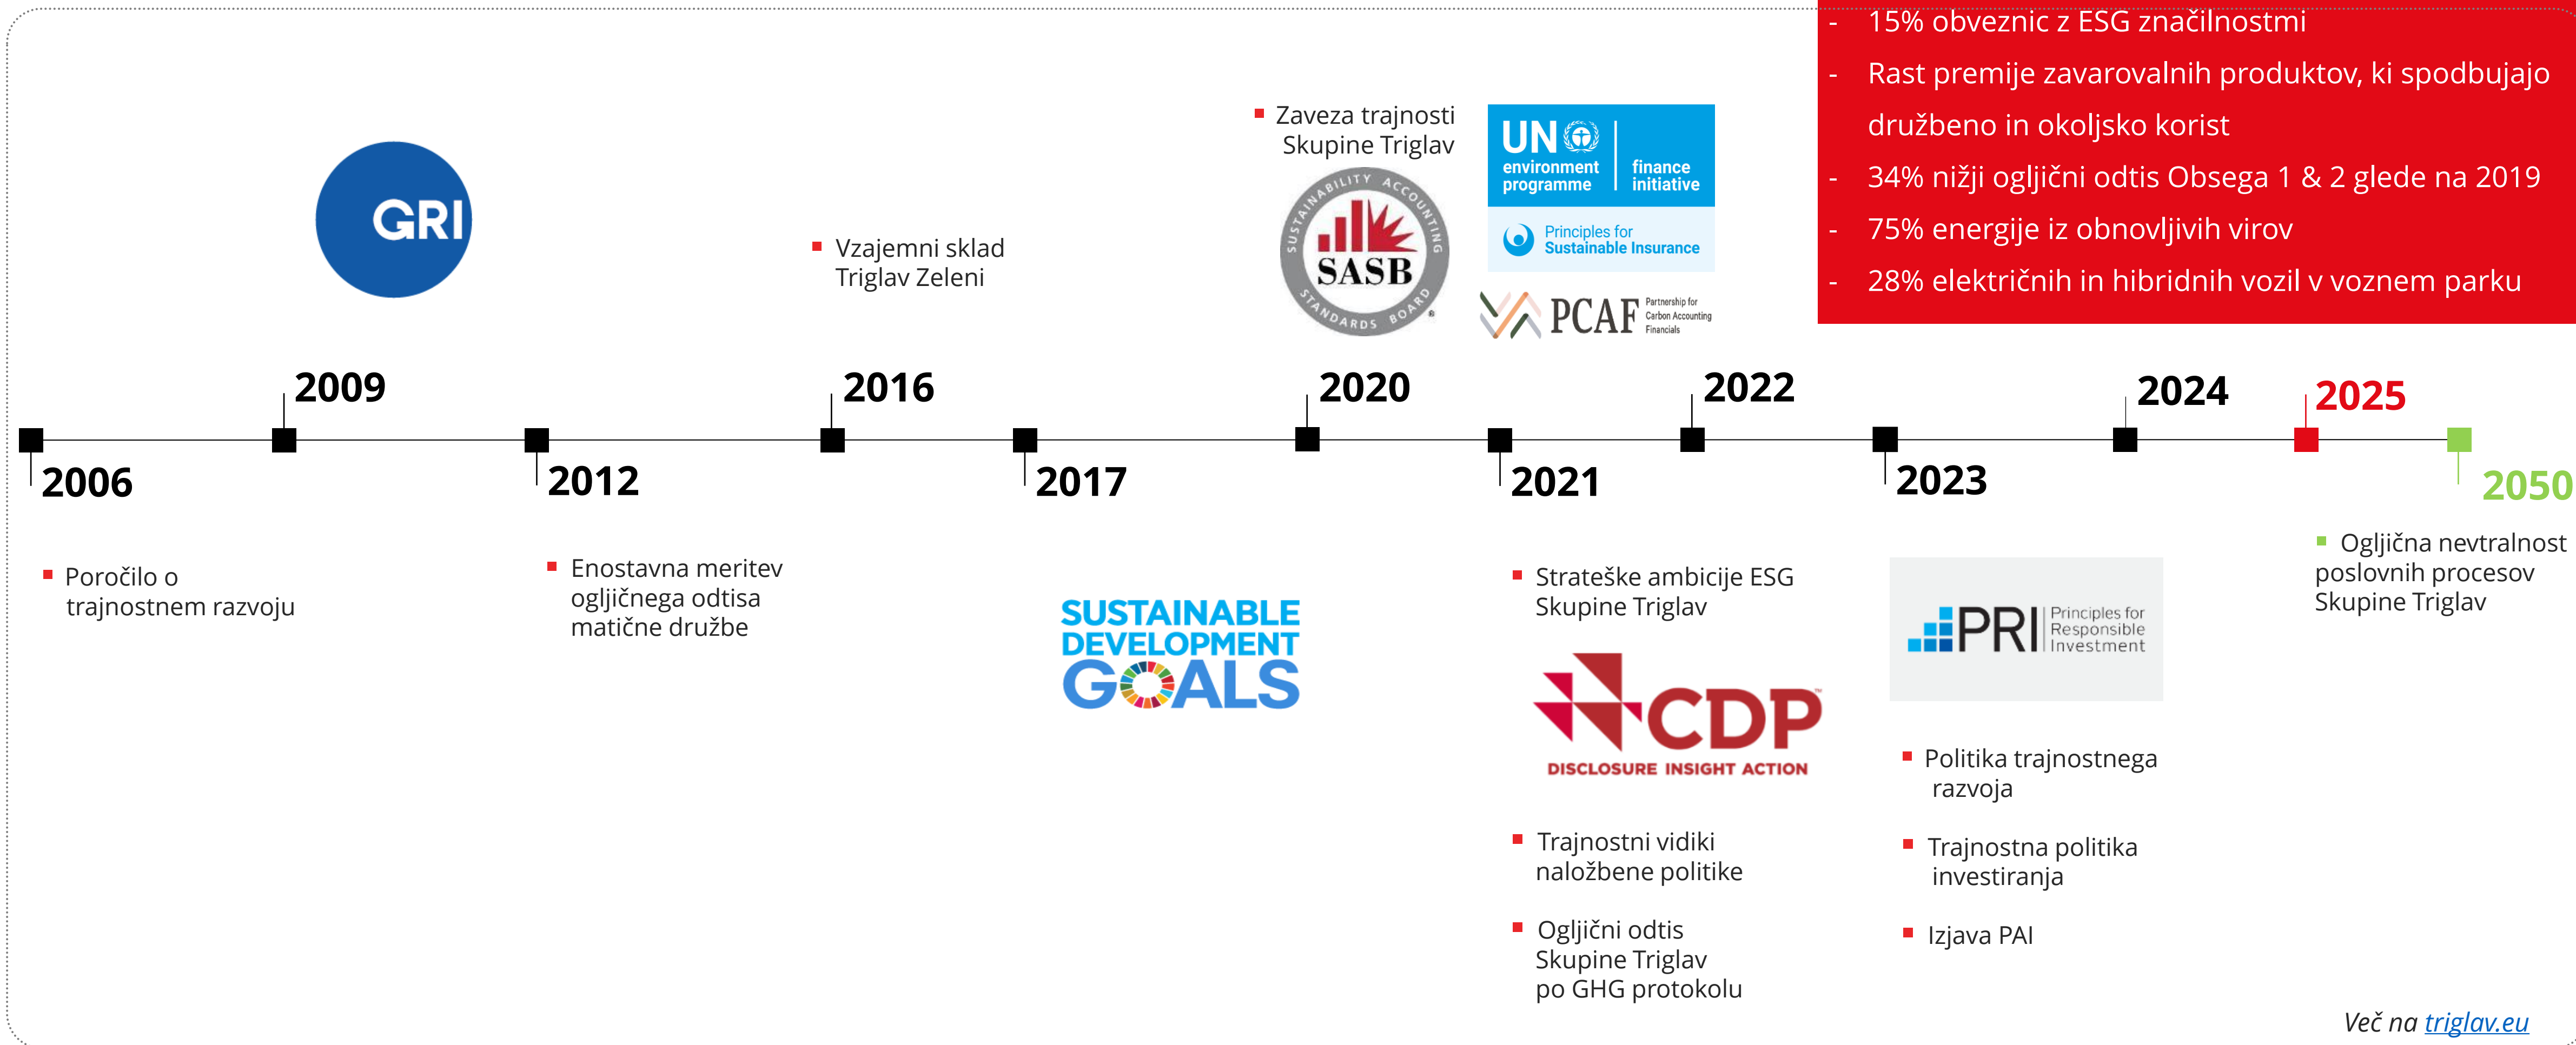 - 15% obveznic z ESG značilnostmi
- Rast premije zavarovalnih produktov, ki spodbujajo
družbeno in okoljsko korist
- 34% nižji ogljični odtis Obsega 1 & 2 glede na 2019
- 75% energije iz obnovljivih virov
- 28% električnih in hibridnih vozil v voznem parku
GRI
Vzajemni sklad
Triglav Zeleni
Zaveza trajnosti
Skupine Triglav
SUSTAINABILITY ACCOUNTING
SASB
STANDARDS BOARD
®
UN
environment
programme
finance
initiative
Principles for
Sustainable Insurance
PCAF
Partnership for
Carbon Accounting
Financials
2009
2016
2020
2022
2024
2025
2006
2012
2017
2021
2023
2050
Poročilo o
trajnostnem razvoju
Enostavna meritev
ogljičnega odtisa
matične družbe
SUSTAINABLE
DEVELOPMENT
GOALS
Strateške ambicije ESG
Skupine Triglav
CDP™
DISCLOSURE INSIGHT ACTION
Trajnostni vidiki
naložbene politike
Ogljični odtis
Skupine Triglav
po GHG protokolu
PRI
Principles for
Responsible
Investment
Politika trajnostnega
razvoja
Trajnostna politika
investiranja
Izjava PAI
Ogljična nevtralnost
poslovnih procesov
Skupine Triglav
Več na triglav.eu